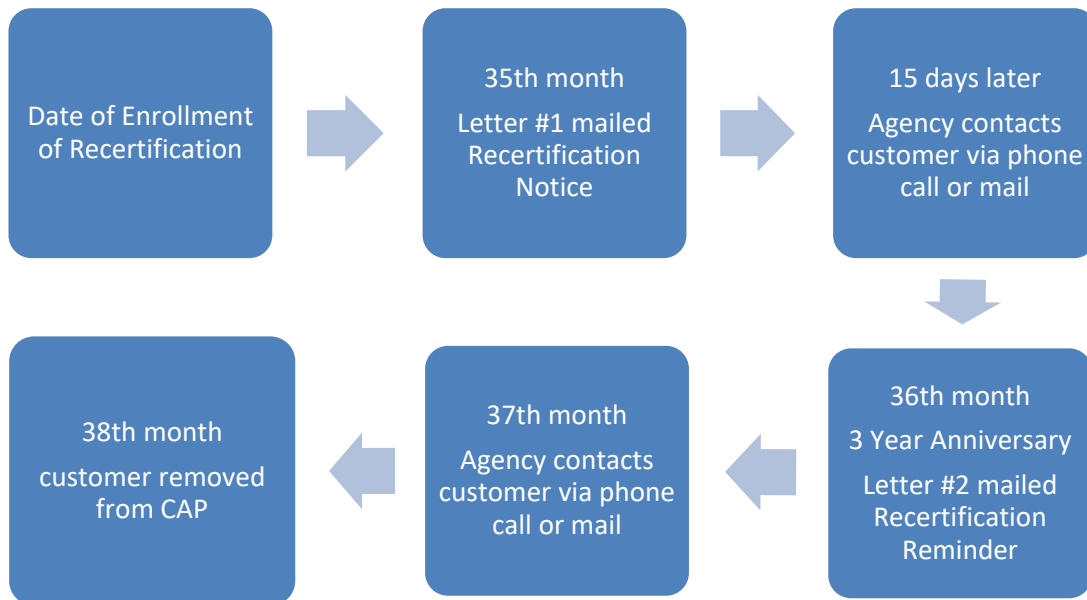 Date of Enrollment
of Recertification
35th month
Letter #1 mailed
Recertification
Notice
15 days later
Agency contacts
customer via phone
call or mail
36th month
3 Year Anniversary
Letter #2 mailed
Recertification
Reminder
37th month
Agency contacts
customer via phone
call or mail
38th month
customer removed
from CAP